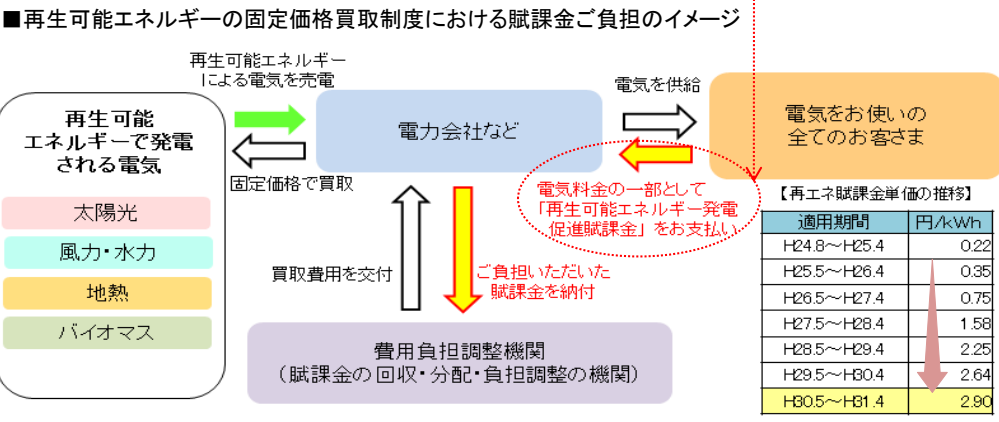 ■再生可能エネルギーの固定価格買取制度における賦課金ご負担のイメージ
再生可能エネルギー
による電気を売電
電気を供給
再生可能
エネルギーで発電
される電気
電力会社など
電気をお使いの
全てのお客さま
固定価格で買取
電気料金の一部として
「再生可能エネルギー発電
促進賦課金」をお支払い
太陽光
風力・水力
地熱
バイオマス
買取費用を交付
ご負担いただいた
賦課金を納付
費用負担調整機関
（賦課金の回収・分配・負担調整の機関）
【再エネ賦課金単価の推移】
適用期間 円/kWh
H24.8～H25.4 0.22
H25.5～H26.4 0.35
H26.5～H27.4 0.75
H27.5～H28.4 1.58
H28.5～H29.4 2.25
H29.5～H30.4 2.64
H30.5～H31.4 2.90